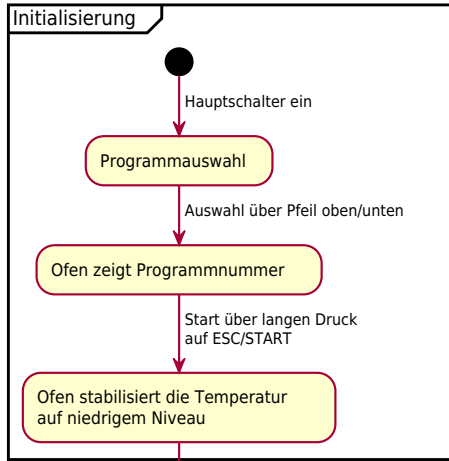 Initialisierung
Hauptschalter ein
Programmauswahl
Auswahl über Pfeil oben/unten
Ofen zeigt Programmnummer
Start über langen Druck
auf ESC/START
Ofen stabilisiert die Temperatur
auf niedrigem Niveau